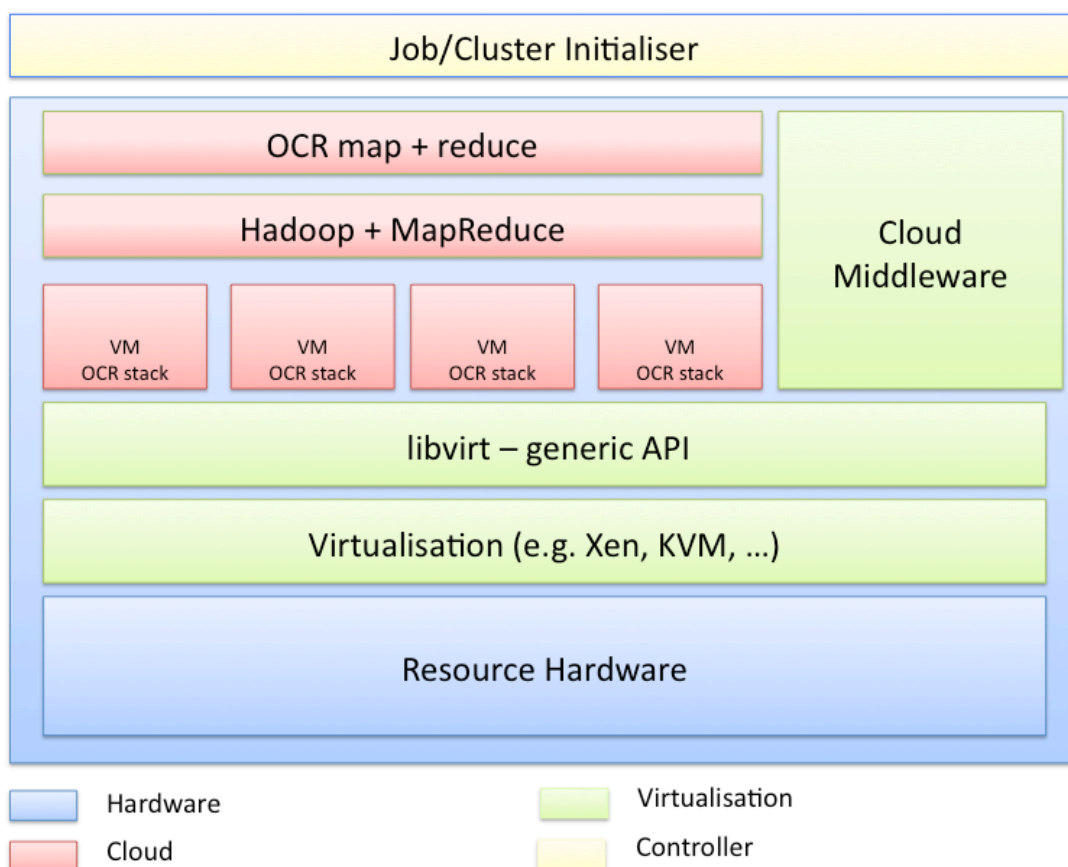 Job/Cluster Initialiser
OCR map + reduce
Hadoop + MapReduce
Cloud
Middleware
VM
OCR stack
VM
OCR stack
VM
OCR stack
VM
OCR stack
libvirt – generic API
Virtualisation (e.g. Xen, KVM, ...)
Resource Hardware
Hardware
Virtualisation
Cloud
Controller